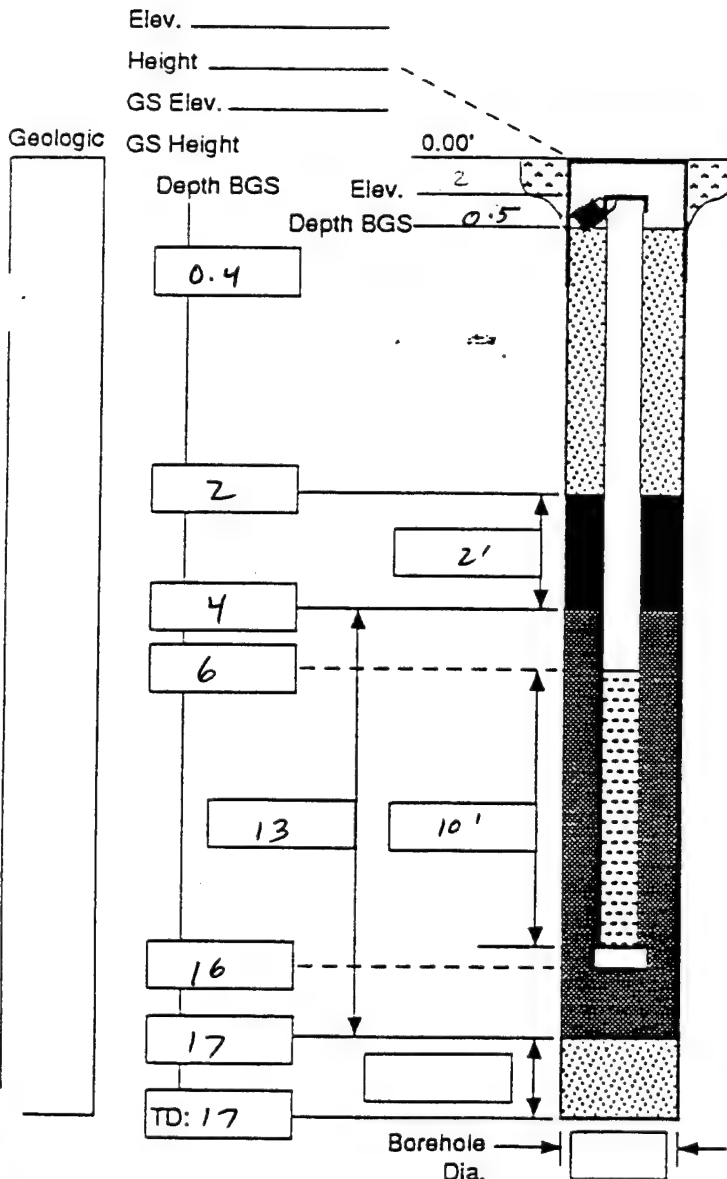 Elev.
Height
GS Elev.
Geologic GS Height 0.00'
Depth BGS Elev. 2
Depth BGS 0.5
0.4
2
2'
4
6
13 10'
16
17
TD: 17
Borehole
Dia.